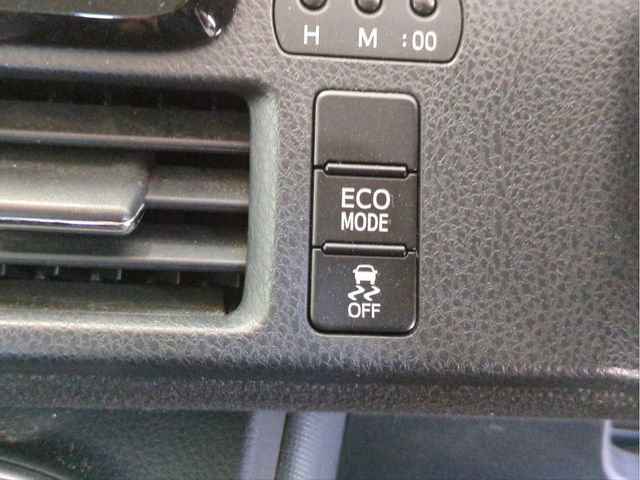 H M :00
ECO
MODE
OFF